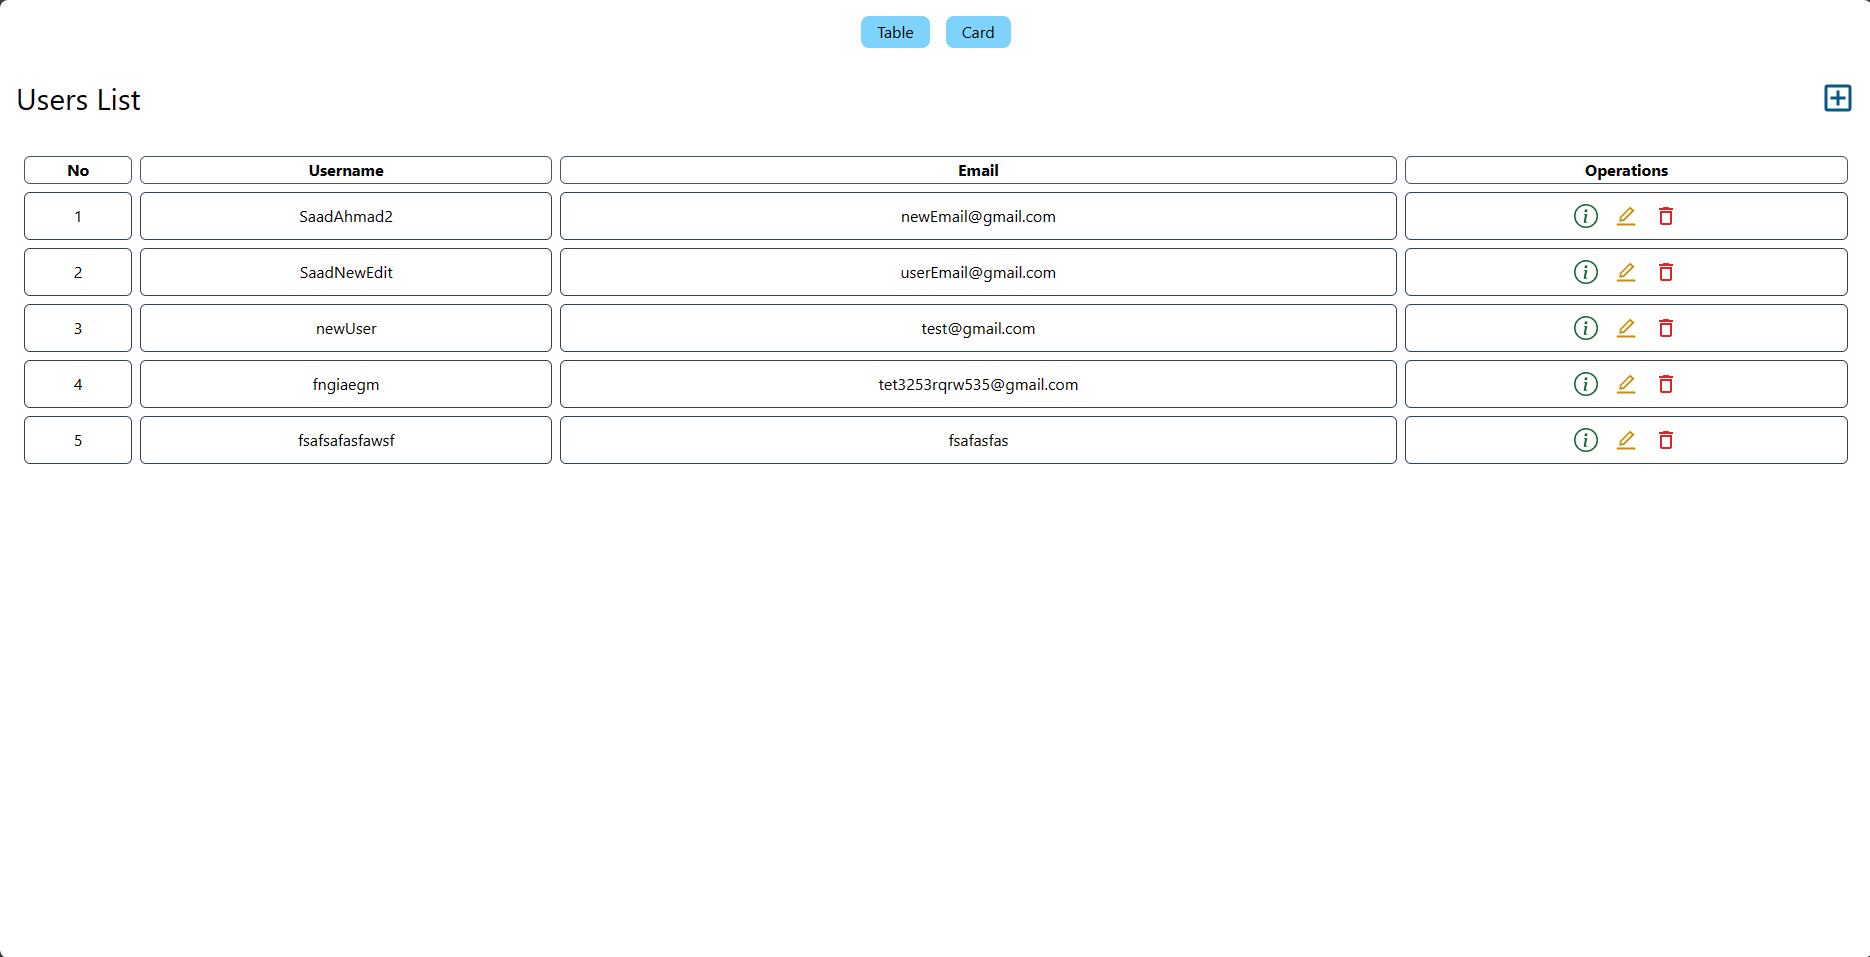 Table Card
Users List
No Username Email Operations
1 SaadAhmad2 newEmail@gmail.com
2 SaadNewEdit userEmail@gmail.com
3 newUser test@gmail.com
4 fngiaegm tet3253rqrw535@gmail.com
5 fsafsafasfawsf fsafasfas